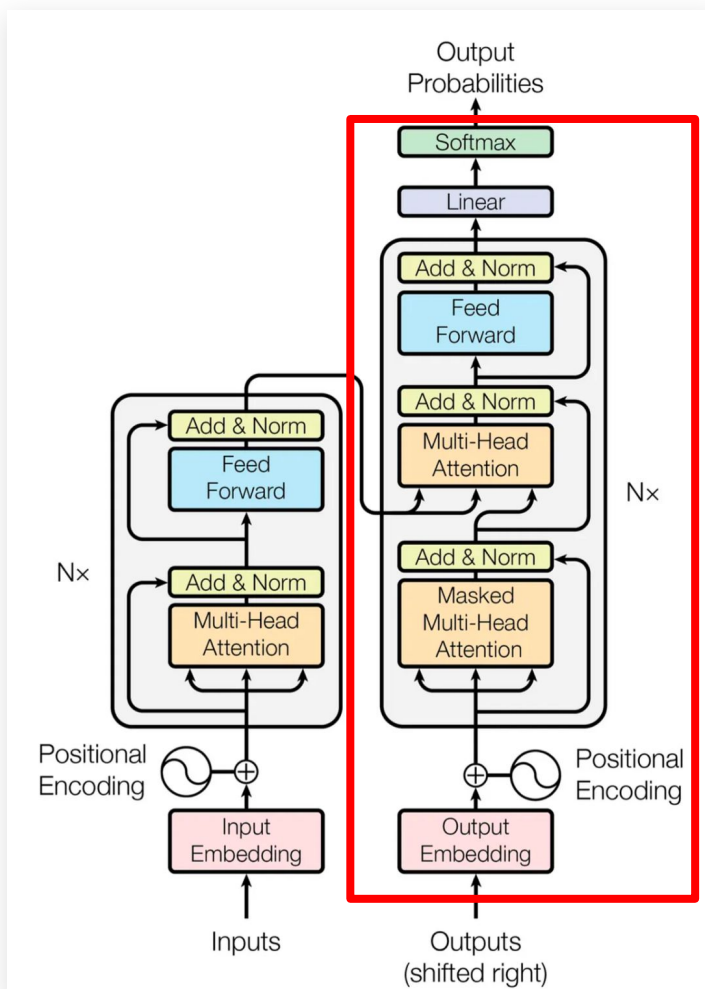 Output
Probabilities
Softmax
Linear
Add & Norm
Feed
Forward
Add & Norm
Multi-Head
Attention
Nx
Add & Norm
Masked
Multi-Head
Attention
Positional
Encoding
Output
Embedding
Outputs
(shifted right)
Add & Norm
Feed
Forward
Nx
Add & Norm
Multi-Head
Attention
Positional
Encoding
Input
Embedding
Inputs